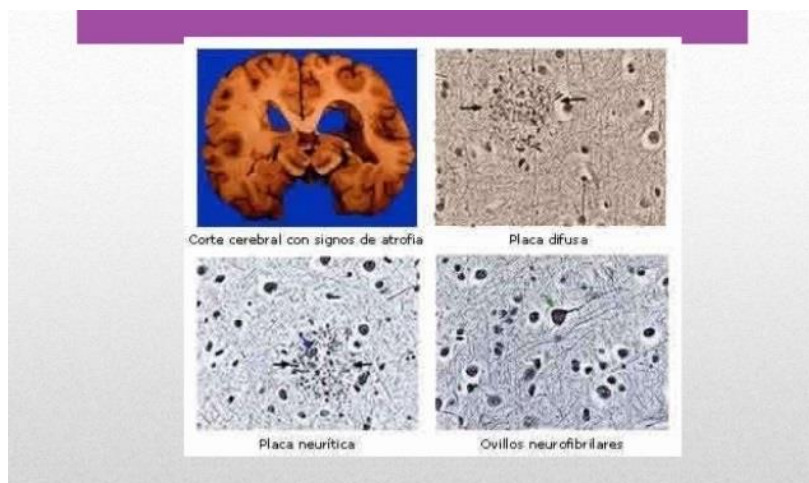 Corte cerebral con signos de atrofia
Placa difusa
Placa neurítica
Ovillos neurofibrilares